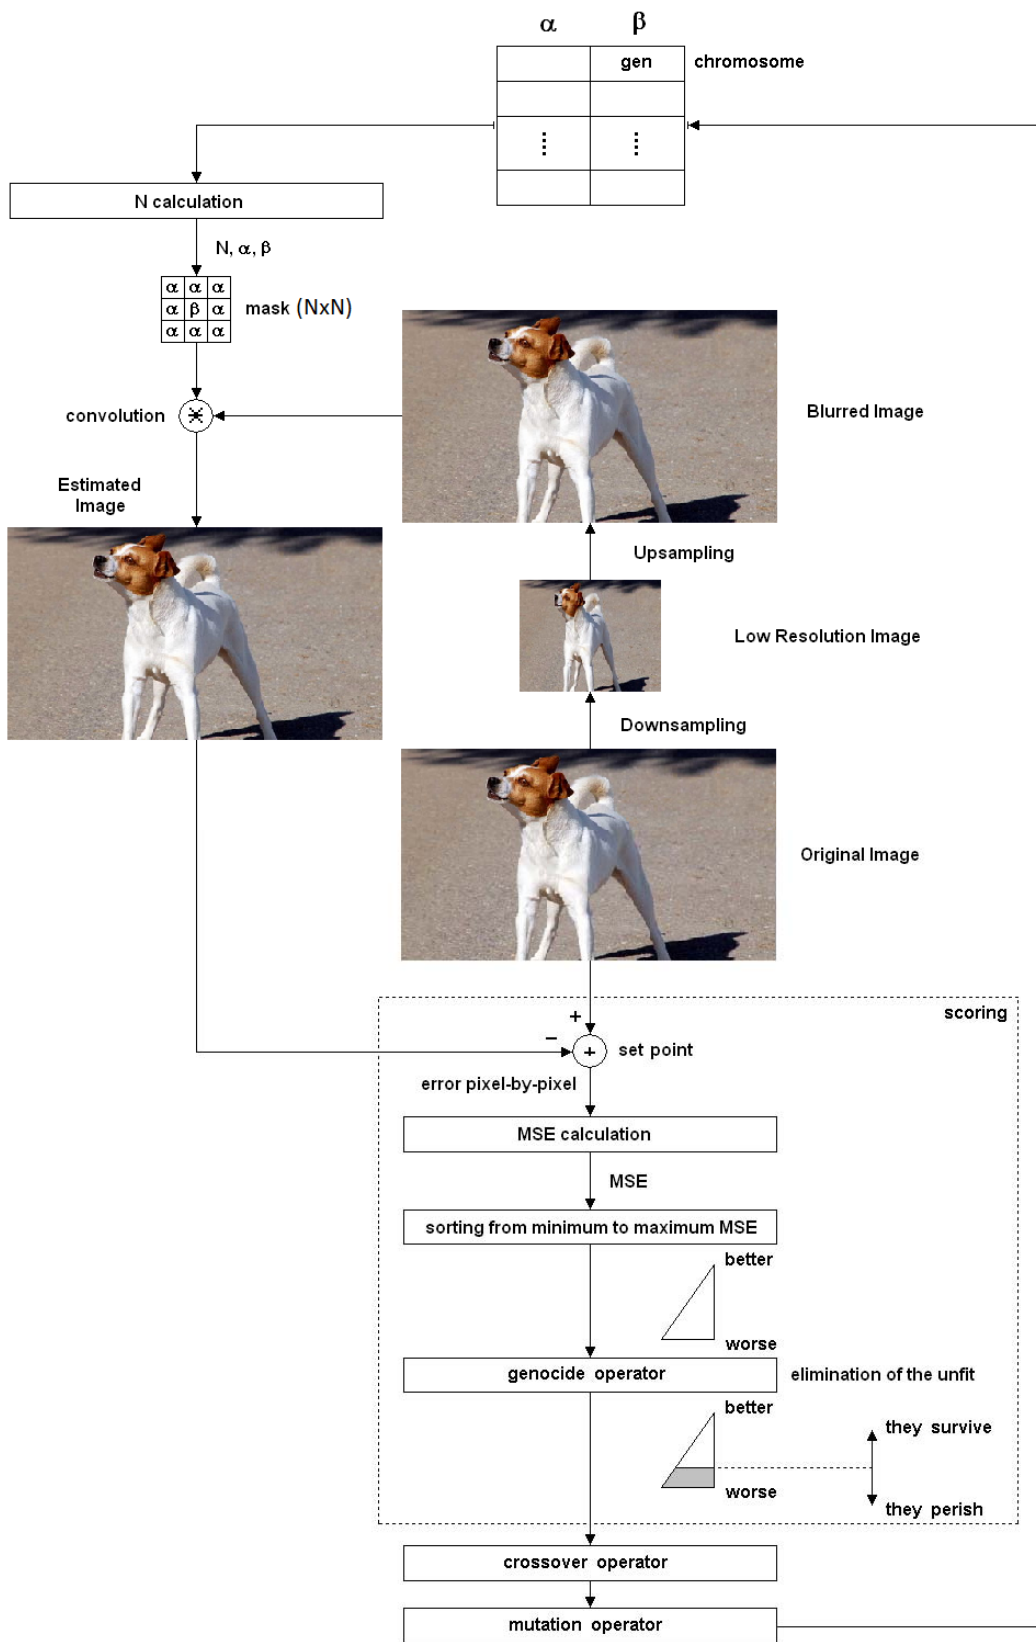 α β
gen chromosome
N calculation
N, α, β
α α α
α β α
α α α
mask (NxN)
convolution
*
Blurred Image
Estimated
Image
Upsampling
Low Resolution Image
Downsampling
Original Image
scoring
+
−
+
set point
error pixel-by-pixel
MSE calculation
MSE
sorting from minimum to maximum MSE
better
worse
genocide operator
elimination of the unfit
better
they survive
worse
they perish
crossover operator
mutation operator